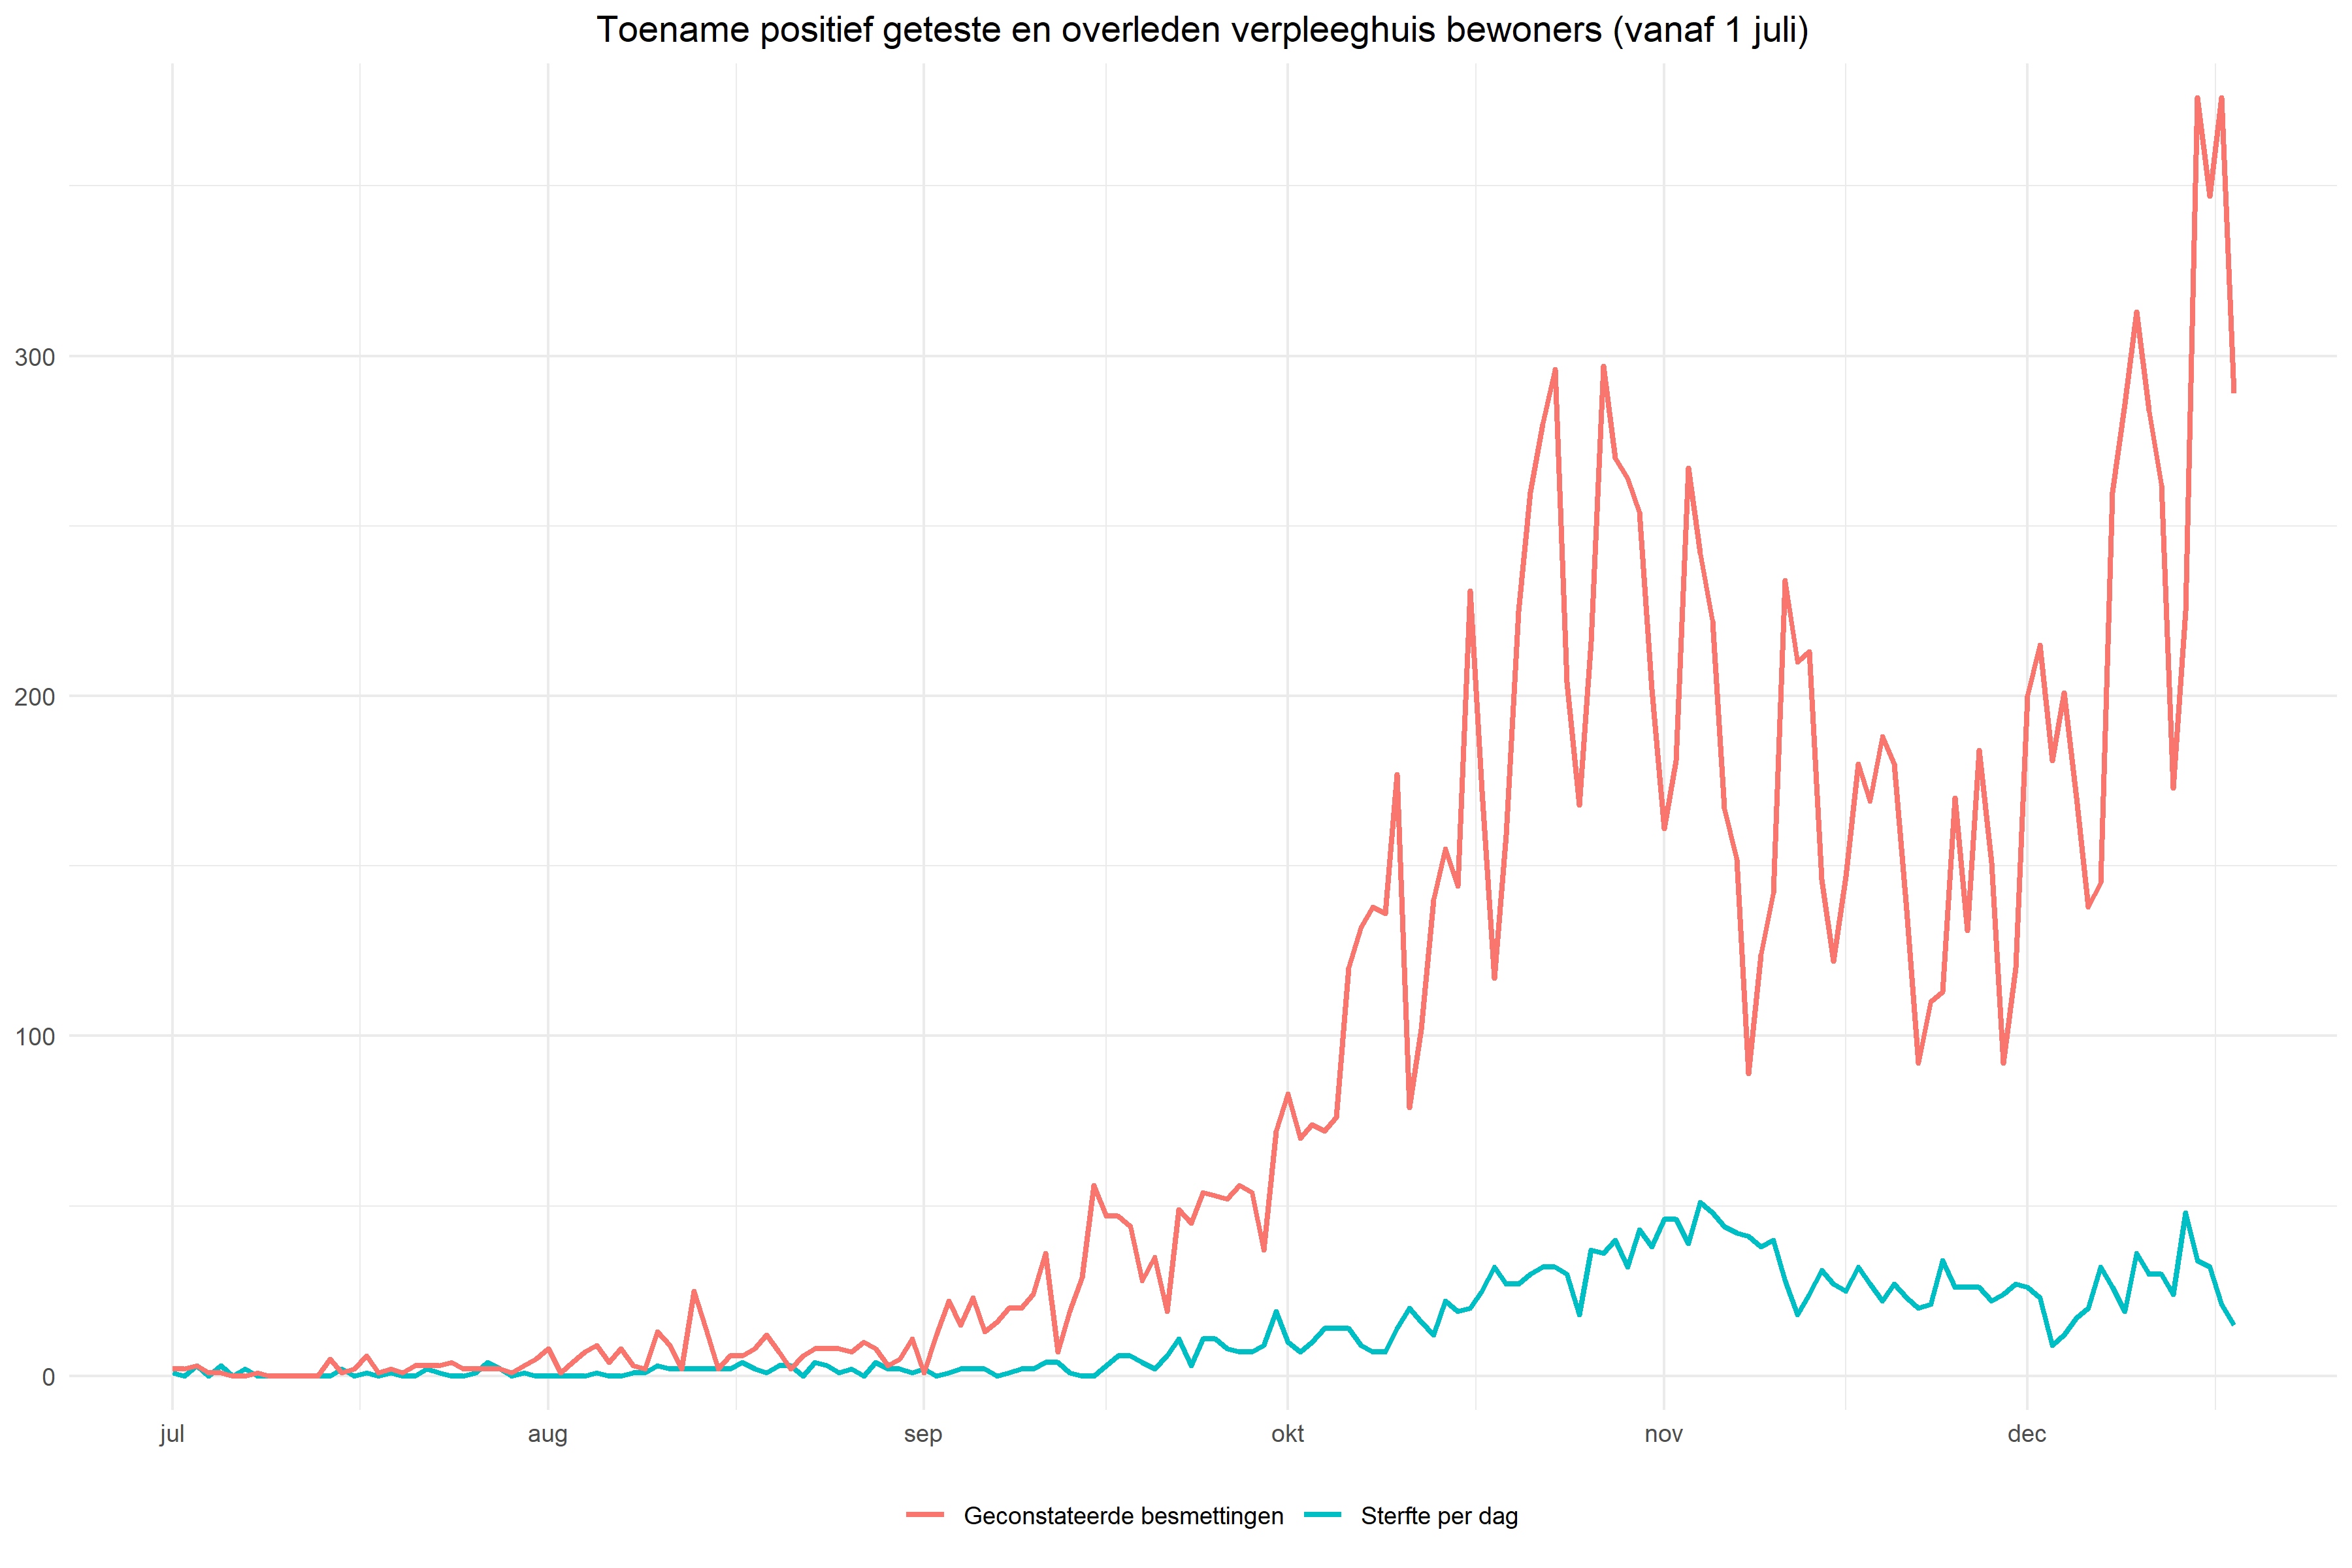 Toename positief geteste en overleden verpleeghuis bewoners (vanaf 1 juli)
300
200
100
0
jul aug sep okt nov dec
Geconstateerde besmettingen Sterfte per dag